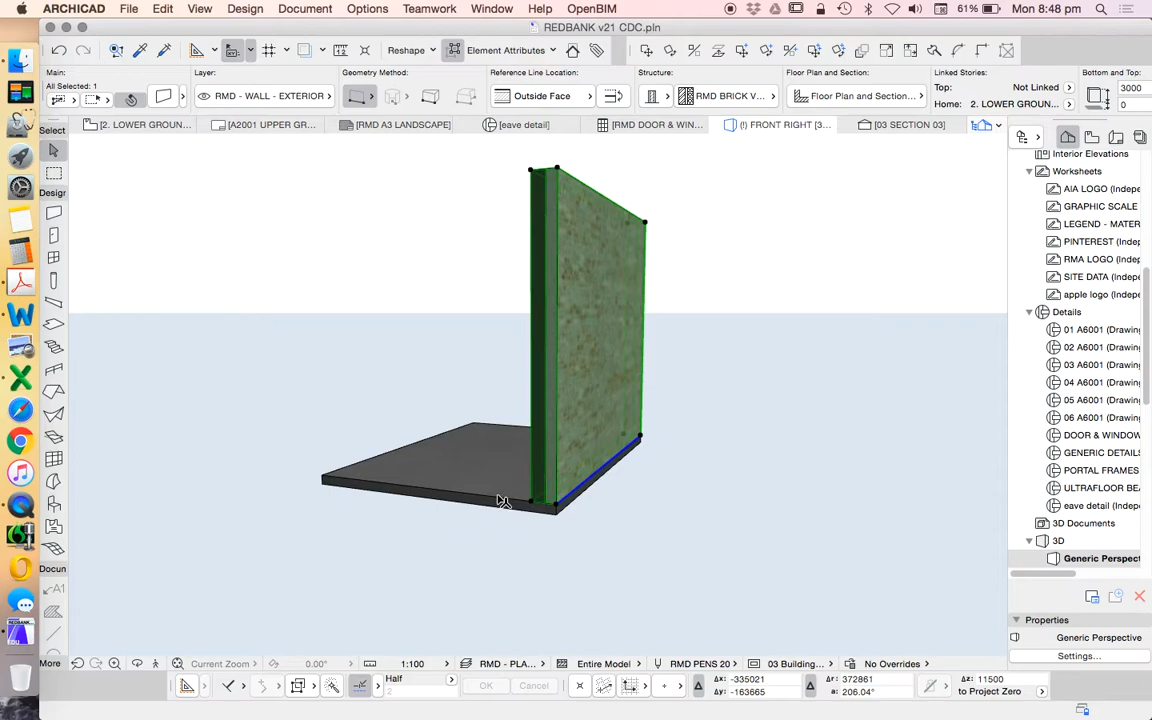 ARCHICAD File Edit View Design Document Options Teamwork Window Help OpenBIM 61% Mon 8:48 pm
REDBANK v21 CDC.pln
Reshape Element Attributes
Main: Layer: Geometry Method: Reference Line Location: Structure: Floor Plan and Section: Linked Stories: Bottom and Top:
All Selected: 1 RMD - WALL - EXTERIOR Outside Face RMD BRICK V... Floor Plan and Section... Top: Not Linked 3000
Home: 2. LOWER GROUN... 0
Select [2. LOWER GROUN... [A2001 UPPER GR... [RMD A3 LANDSCAPE] [eave detail] [RMD DOOR & WIN... (!) FRONT RIGHT [3... [03 SECTION 03]
Design
Interior Elevations
Worksheets
AIA LOGO (Indepe
GRAPHIC SCALE
LEGEND - MATER
PINTEREST (Indep
RMA LOGO (Indep
SITE DATA (Indep
apple logo (Indepe
Details
01 A6001 (Drawing
02 A6001 (Drawin
03 A6001 (Drawin
04 A6001 (Drawin
05 A6001 (Drawin
06 A6001 (Drawin
DOOR & WINDOW
GENERIC DETAILS
PORTAL FRAMES
ULTRAFLOOR BEA
eave detail (Indepe
3D Documents
3D
Generic Perspect
Docun
A1
Properties
Generic Perspective
Settings...
More Current Zoom 0.00° 1:100 RMD - PLA... Entire Model RMD PENS 20 03 Building... No Overrides
Half
2
OK Cancel
Δx: -335021 Δy: -163665
Δr: 372861 a: 206.04°
Δz: 11500 to Project Zero